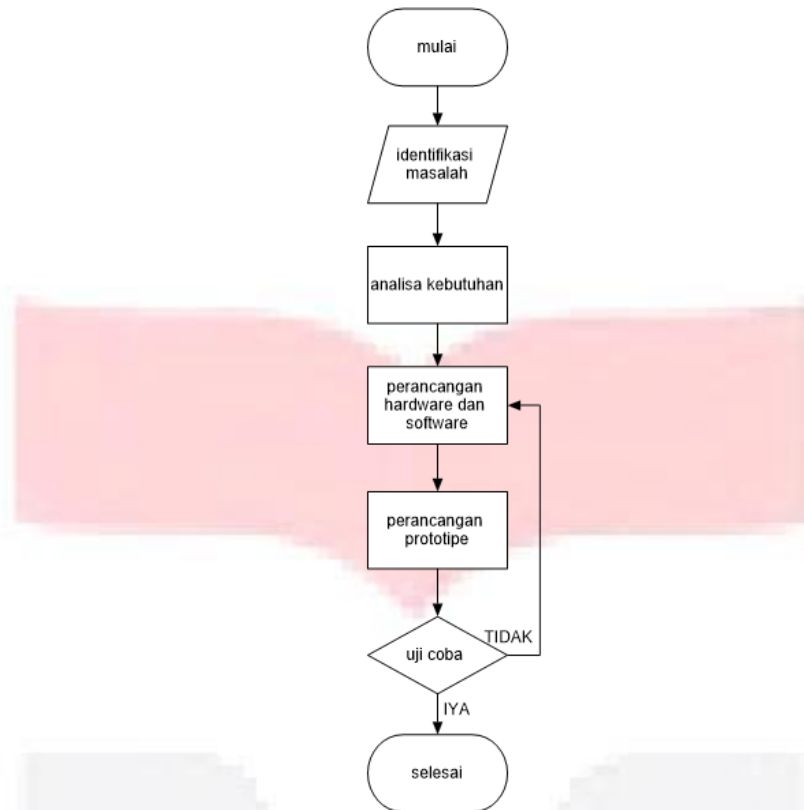 mulai
identifikasi
masalah
analisa kebutuhan
perancangan
hardware dan
software
perancangan
prototipe
uji coba
TIDAK
IYA
selesai